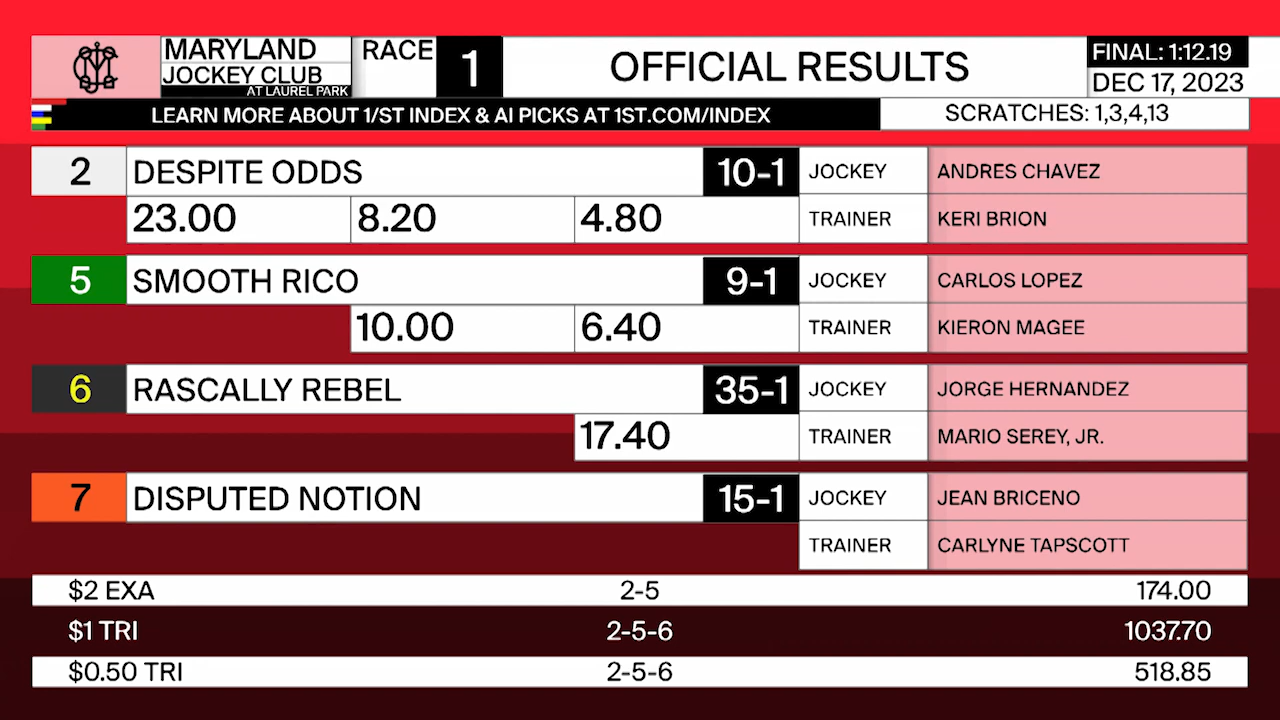 MARYLAND
JOCKEY CLUB
AT LAUREL PARK
RACE 1
OFFICIAL RESULTS
FINAL: 1:12.19
DEC 17, 2023
LEARN MORE ABOUT 1/ST INDEX & AI PICKS AT 1ST.COM/INDEX
SCRATCHES: 1,3,4,13
2 DESPITE ODDS 10-1 JOCKEY ANDRES CHAVEZ
23.00 8.20 4.80 TRAINER KERI BRION
5 SMOOTH RICO 9-1 JOCKEY CARLOS LOPEZ
10.00 6.40 TRAINER KIERON MAGEE
6 RASCALLY REBEL 35-1 JOCKEY JORGE HERNANDEZ
17.40 TRAINER MARIO SEREY, JR.
7 DISPUTED NOTION 15-1 JOCKEY JEAN BRICENO
TRAINER CARLYNE TAPSCOTT
$2 EXA 2-5 174.00
$1 TRI 2-5-6 1037.70
$0.50 TRI 2-5-6 518.85